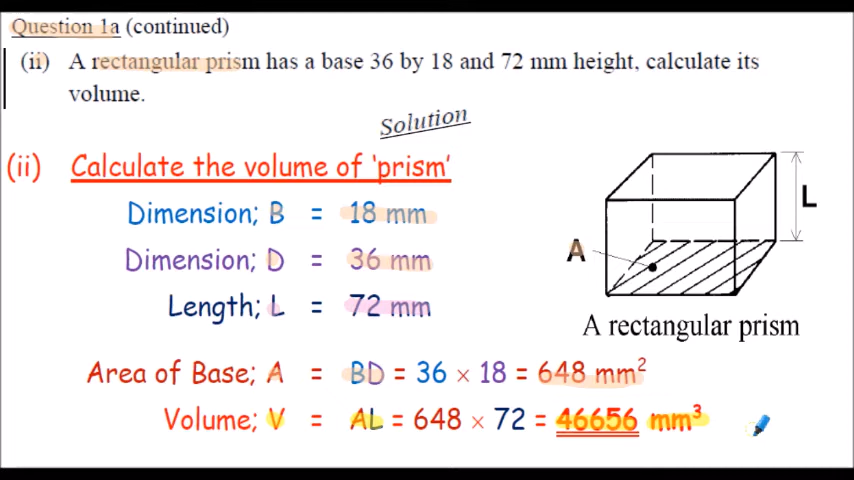 Question 1a (continued)
(ii) A rectangular prism has a base 36 by 18 and 72 mm height, calculate its
volume.
Solution
(ii) Calculate the volume of ‘prism’
Dimension; B = 18 mm
Dimension; D = 36 mm
Length; L = 72 mm
L
A
A rectangular prism
Area of Base; A = BD = 36 × 18 = 648 mm²
Volume; V = AL = 648 × 72 = 46656 mm³